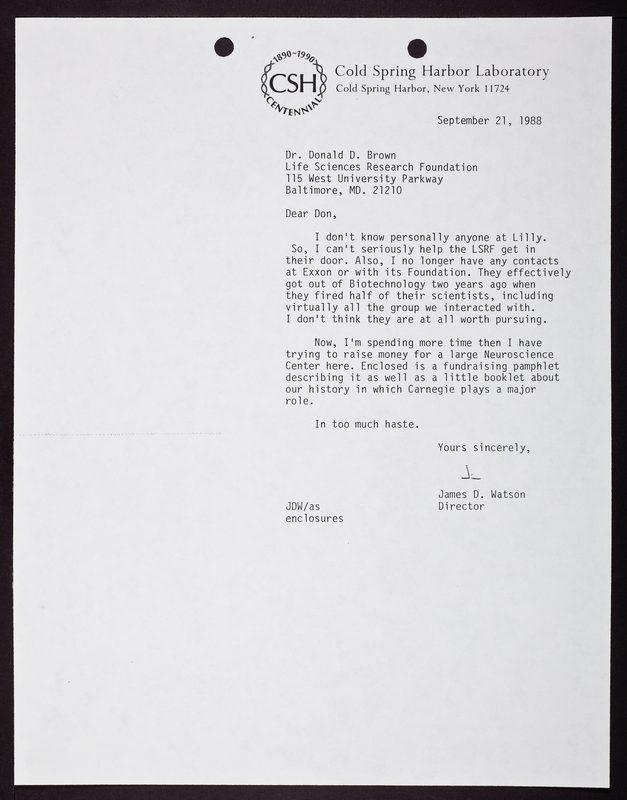 1890-1990
CSH
CENTENNIAL
Cold Spring Harbor Laboratory
Cold Spring Harbor, New York 11724
September 21, 1988
Dr. Donald D. Brown
Life Sciences Research Foundation
115 West University Parkway
Baltimore, MD. 21210
Dear Don,
I don't know personally anyone at Lilly.
So, I can't seriously help the LSRF get in
their door. Also, I no longer have any contacts
at Exxon or with its Foundation. They effectively
got out of Biotechnology two years ago when
they fired half of their scientists, including
virtually all the group we interacted with.
I don't think they are at all worth pursuing.
Now, I'm spending more time then I have
trying to raise money for a large Neuroscience
Center here. Enclosed is a fundraising pamphlet
describing it as well as a little booklet about
our history in which Carnegie plays a major
role.
In too much haste.
Yours sincerely,
James D. Watson
JDW/as Director
enclosures